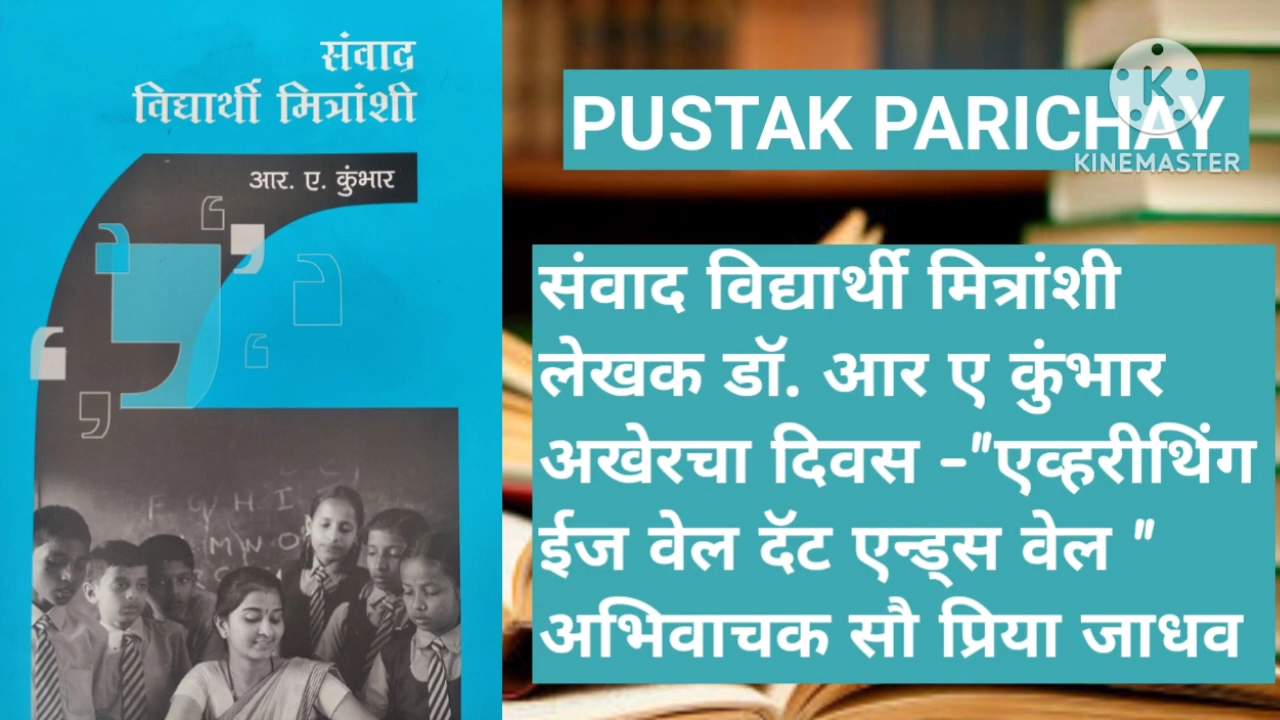 संवाद
विद्यार्थी मित्रांशी
आर. ए. कुंभार
F G H I
M N O
PUSTAK PARICHAY
K
KINEMASTER
संवाद विद्यार्थी मित्रांशी
लेखक डॉ. आर ए कुंभार
अखेरचा दिवस -"एव्हरीथिंग
ईज वेल दॅट एन्ड्स वेल "
अभिवाचक सौ प्रिया जाधव